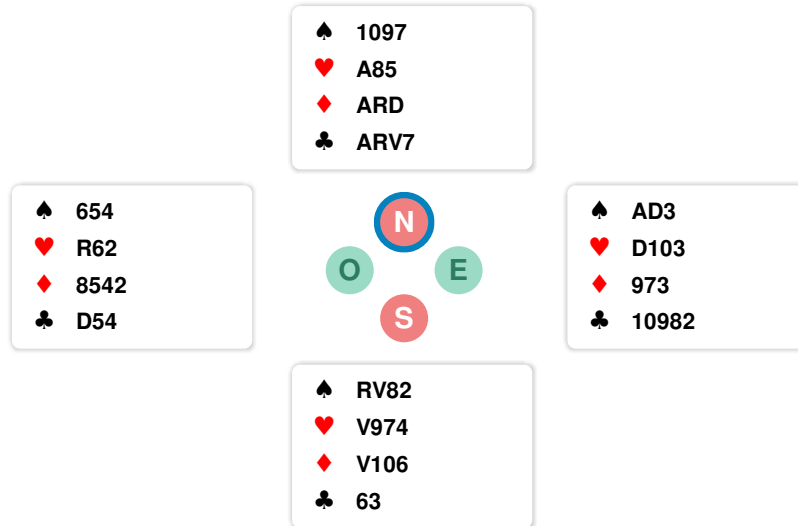 ♠ 1097
♥ A85
♦ ARD
♣ ARV7
♠ 654
♥ R62
♦ 8542
♣ D54
N
O E
S
♠ AD3
♥ D103
♦ 973
♣ 10982
♠ RV82
♥ V974
♦ V106
♣ 63